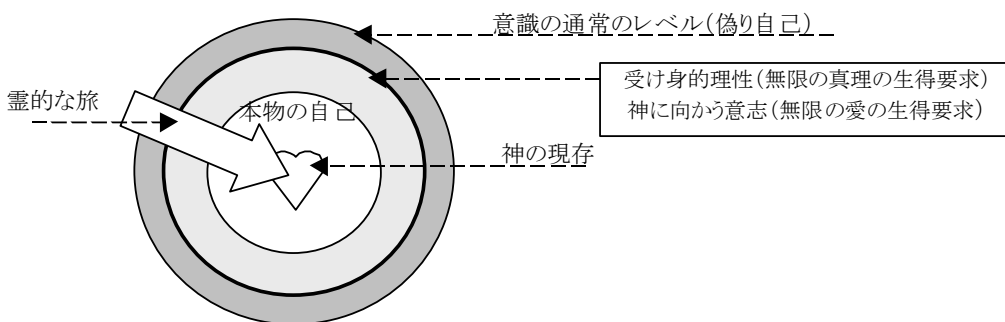 意識の通常のレベル(偽り自己)
受け身的理性(無限の真理の生得要求)
神に向かう意志(無限の愛の生得要求)
霊的な旅
本物の自己
神の現存